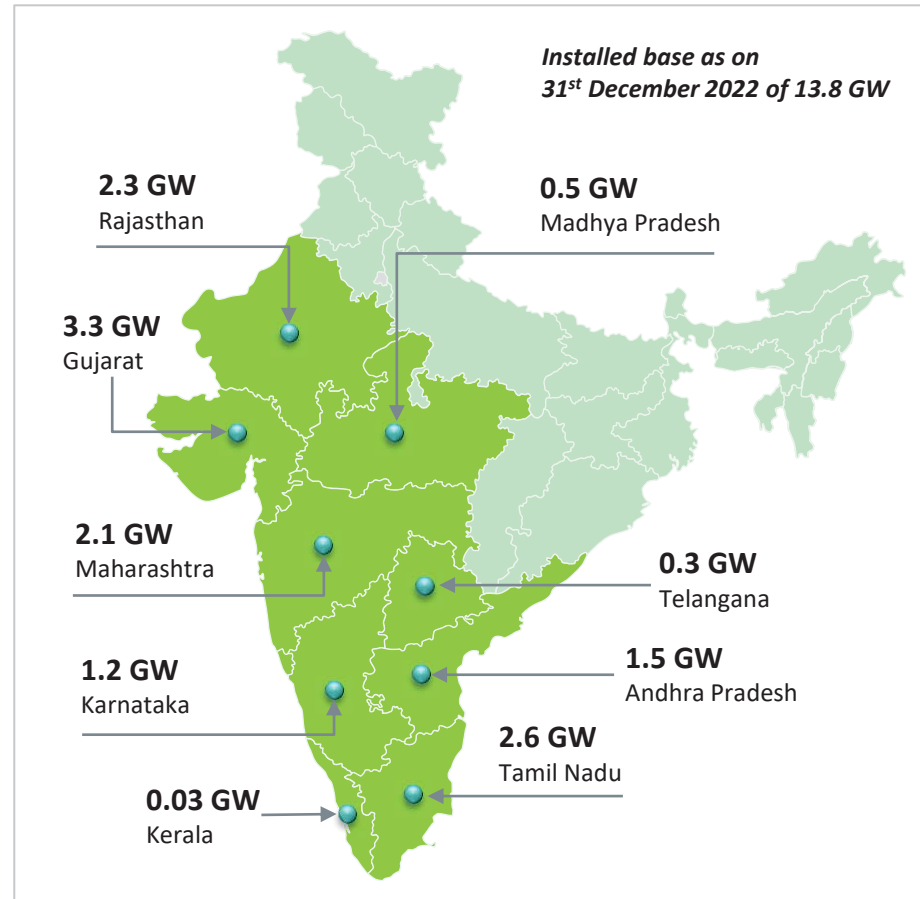 Installed base as on
31st December 2022 of 13.8 GW
2.3 GW
Rajasthan
0.5 GW
Madhya Pradesh
3.3 GW
Gujarat
2.1 GW
Maharashtra
0.3 GW
Telangana
1.2 GW
Karnataka
1.5 GW
Andhra Pradesh
2.6 GW
Tamil Nadu
0.03 GW
Kerala